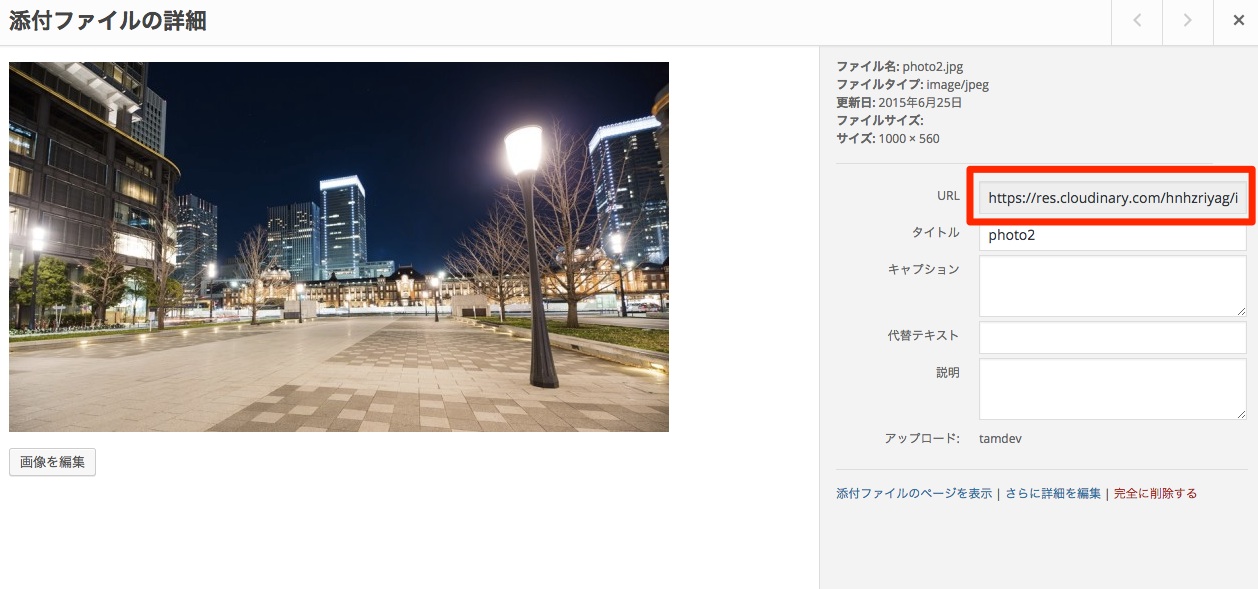 添付ファイルの詳細
ファイル名: photo2.jpg
ファイルタイプ: image/jpeg
更新日: 2015年6月25日
ファイルサイズ:
サイズ: 1000 × 560
URL https://res.cloudinary.com/hnhzriyag/i
タイトル photo2
キャプション
代替テキスト
説明
アップロード: tamdev
画像を編集
添付ファイルのページを表示 | さらに詳細を編集 | 完全に削除する